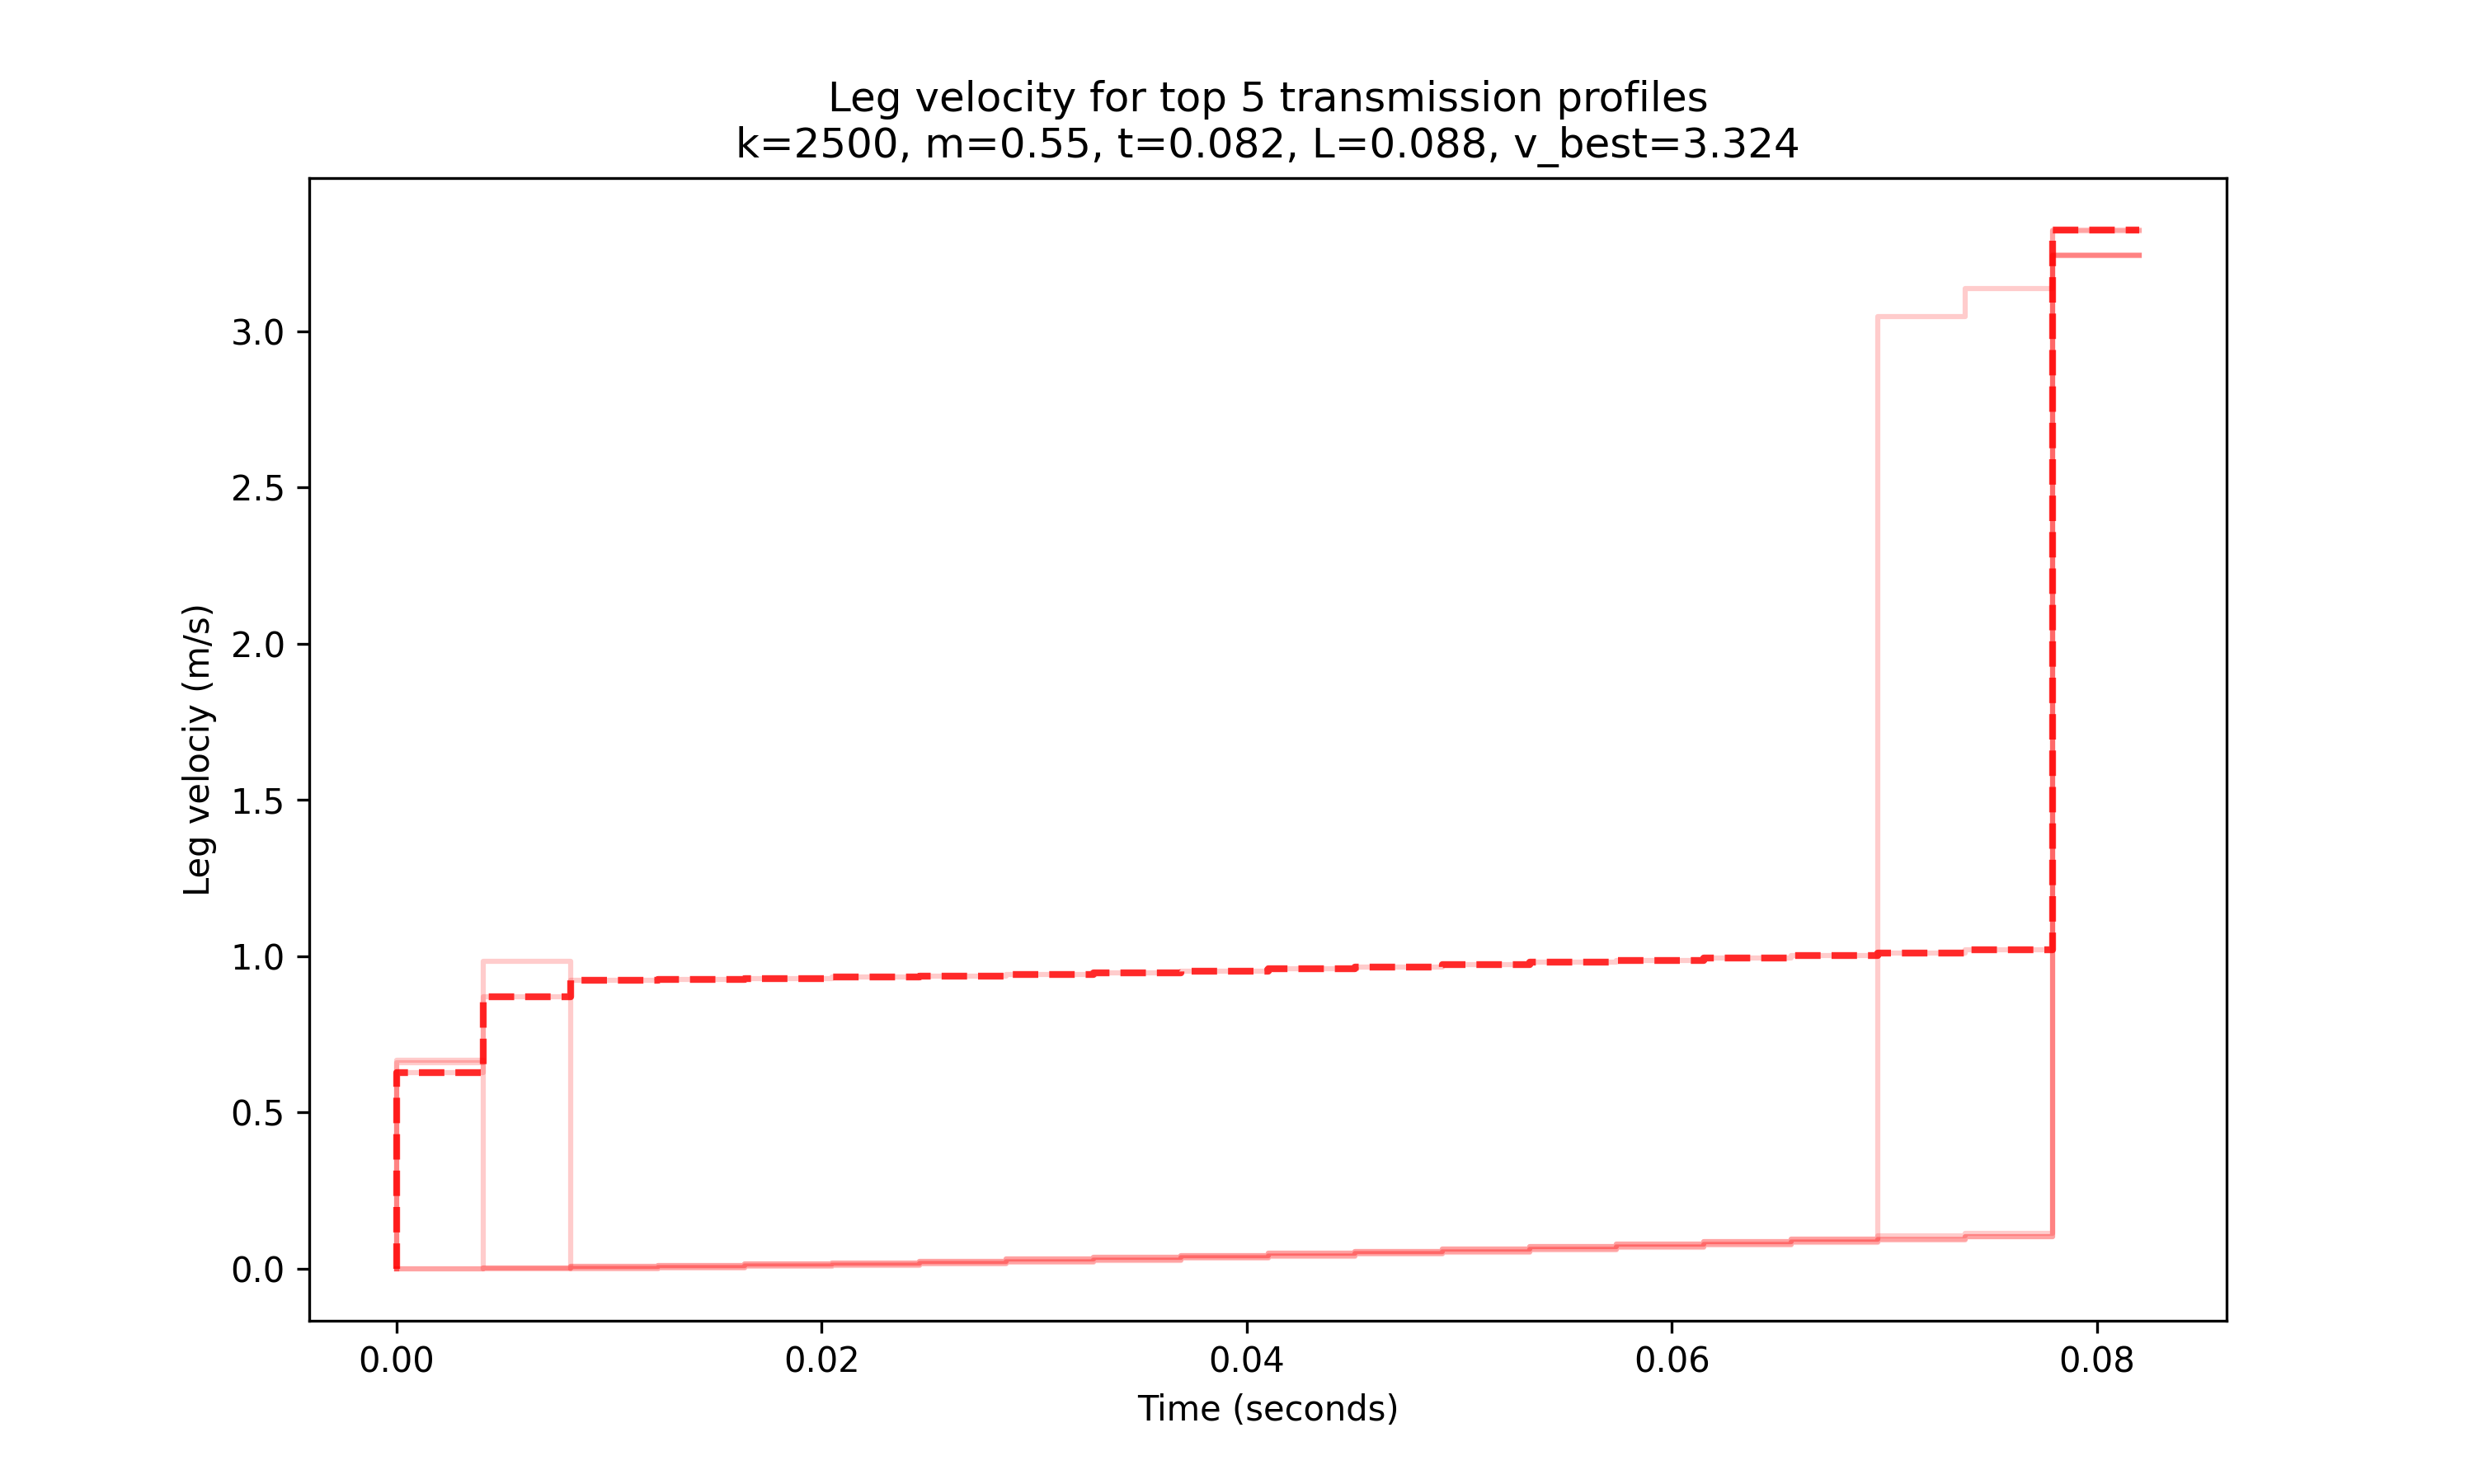 Leg velocity for top 5 transmission profiles
k=2500, m=0.55, t=0.082, L=0.088, v_best=3.324
Leg velociy (m/s)
3.0
2.5
2.0
1.5
1.0
0.5
0.0
0.00 0.02 0.04 0.06 0.08
Time (seconds)